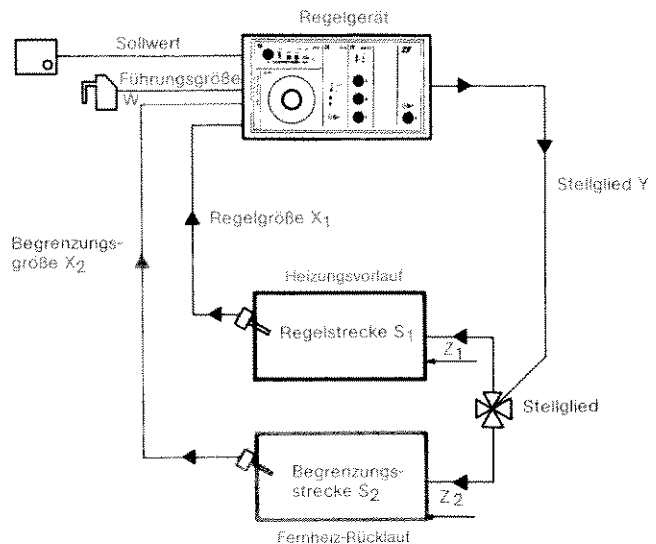 Regelgerät
Sollwert
Führungsgröße
W
Stellglied Y
Regelgröße X1
Begrenzungs-
größe X2
Heizungsvorlauf
Regelstrecke S1
Z1
Stellglied
Begrenzungs-
strecke S2
Z2
Fernheiz-Rücklauf